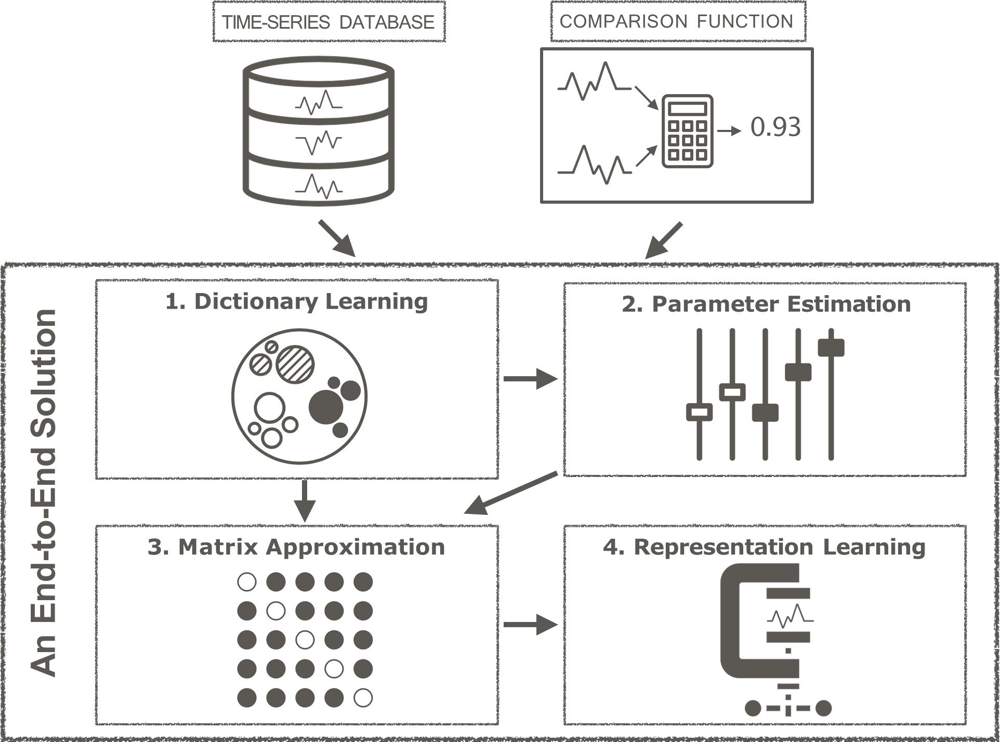 TIME-SERIES DATABASE
COMPARISON FUNCTION
0.93
An End-to-End Solution
1. Dictionary Learning
2. Parameter Estimation
3. Matrix Approximation
4. Representation Learning